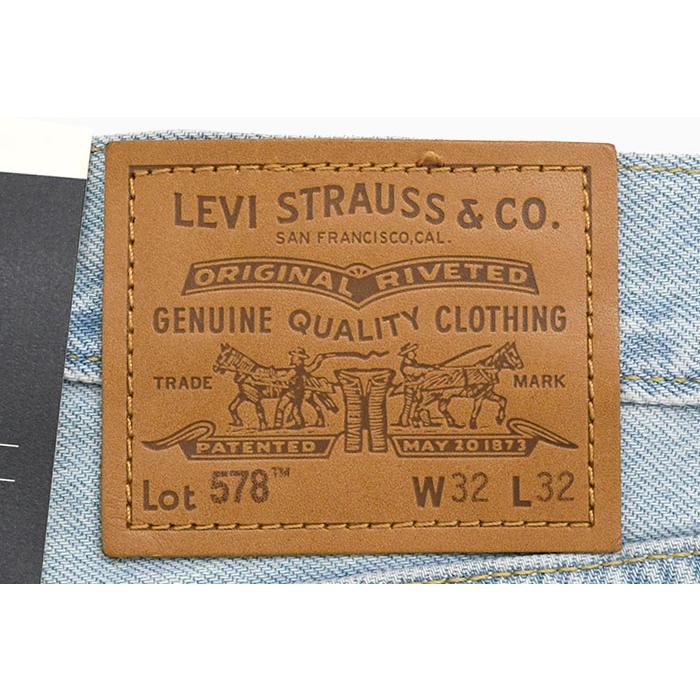 LEVI STRAUSS & CO.
SAN FRANCISCO, CAL.
ORIGINAL RIVETED
GENUINE QUALITY CLOTHING
TRADE MARK
PATENTED MAY 20 1873
Lot 578™ W32 L32